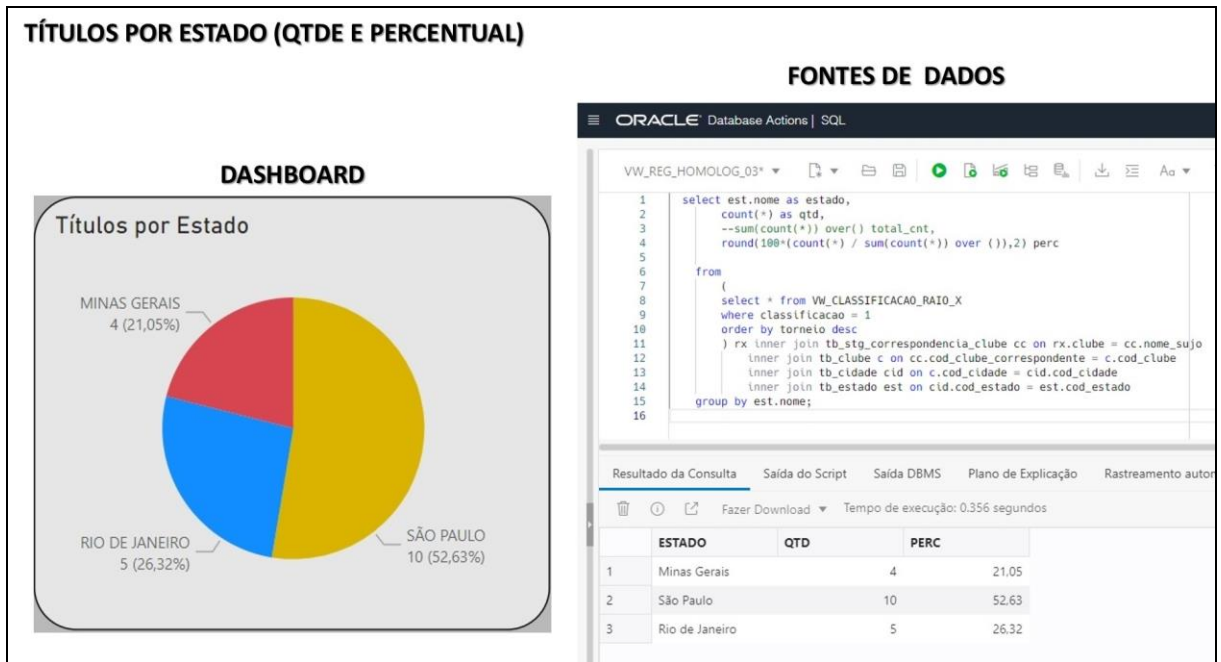 TÍTULOS POR ESTADO (QTDE E PERCENTUAL)
FONTES DE DADOS
DASHBOARD
Títulos por Estado
MINAS GERAIS
4 (21,05%)
RIO DE JANEIRO
5 (26,32%)
SÃO PAULO
10 (52,63%)
ORACLE Database Actions | SQL
VW_REG_HOMOLOG_03*
Aa
1 select est.nome as estado,
2 count(*) as qtd,
3 --sum(count(*)) over() total_cnt,
4 round(100*(count(*) / sum(count(*)) over ()),2) perc
5
6 from
7 (
8 select * from VW_CLASSIFICACAO_RAIO_X
9 where classificacao = 1
10 order by torneio desc
11 ) rx inner join tb_stg_correspondencia_clube cc on rx.clube = cc.nome_sujo
12 inner join tb_clube c on cc.cod_clube_correspondente = c.cod_clube
13 inner join tb_cidade cid on c.cod_cidade = cid.cod_cidade
14 inner join tb_estado est on cid.cod_estado = est.cod_estado
15 group by est.nome;
16
Resultado da Consulta Saída do Script Saída DBMS Plano de Explicação Rastreamento autor
Fazer Download Tempo de execução: 0.356 segundos
ESTADO QTD PERC
1 Minas Gerais 4 21,05
2 São Paulo 10 52,63
3 Rio de Janeiro 5 26,32